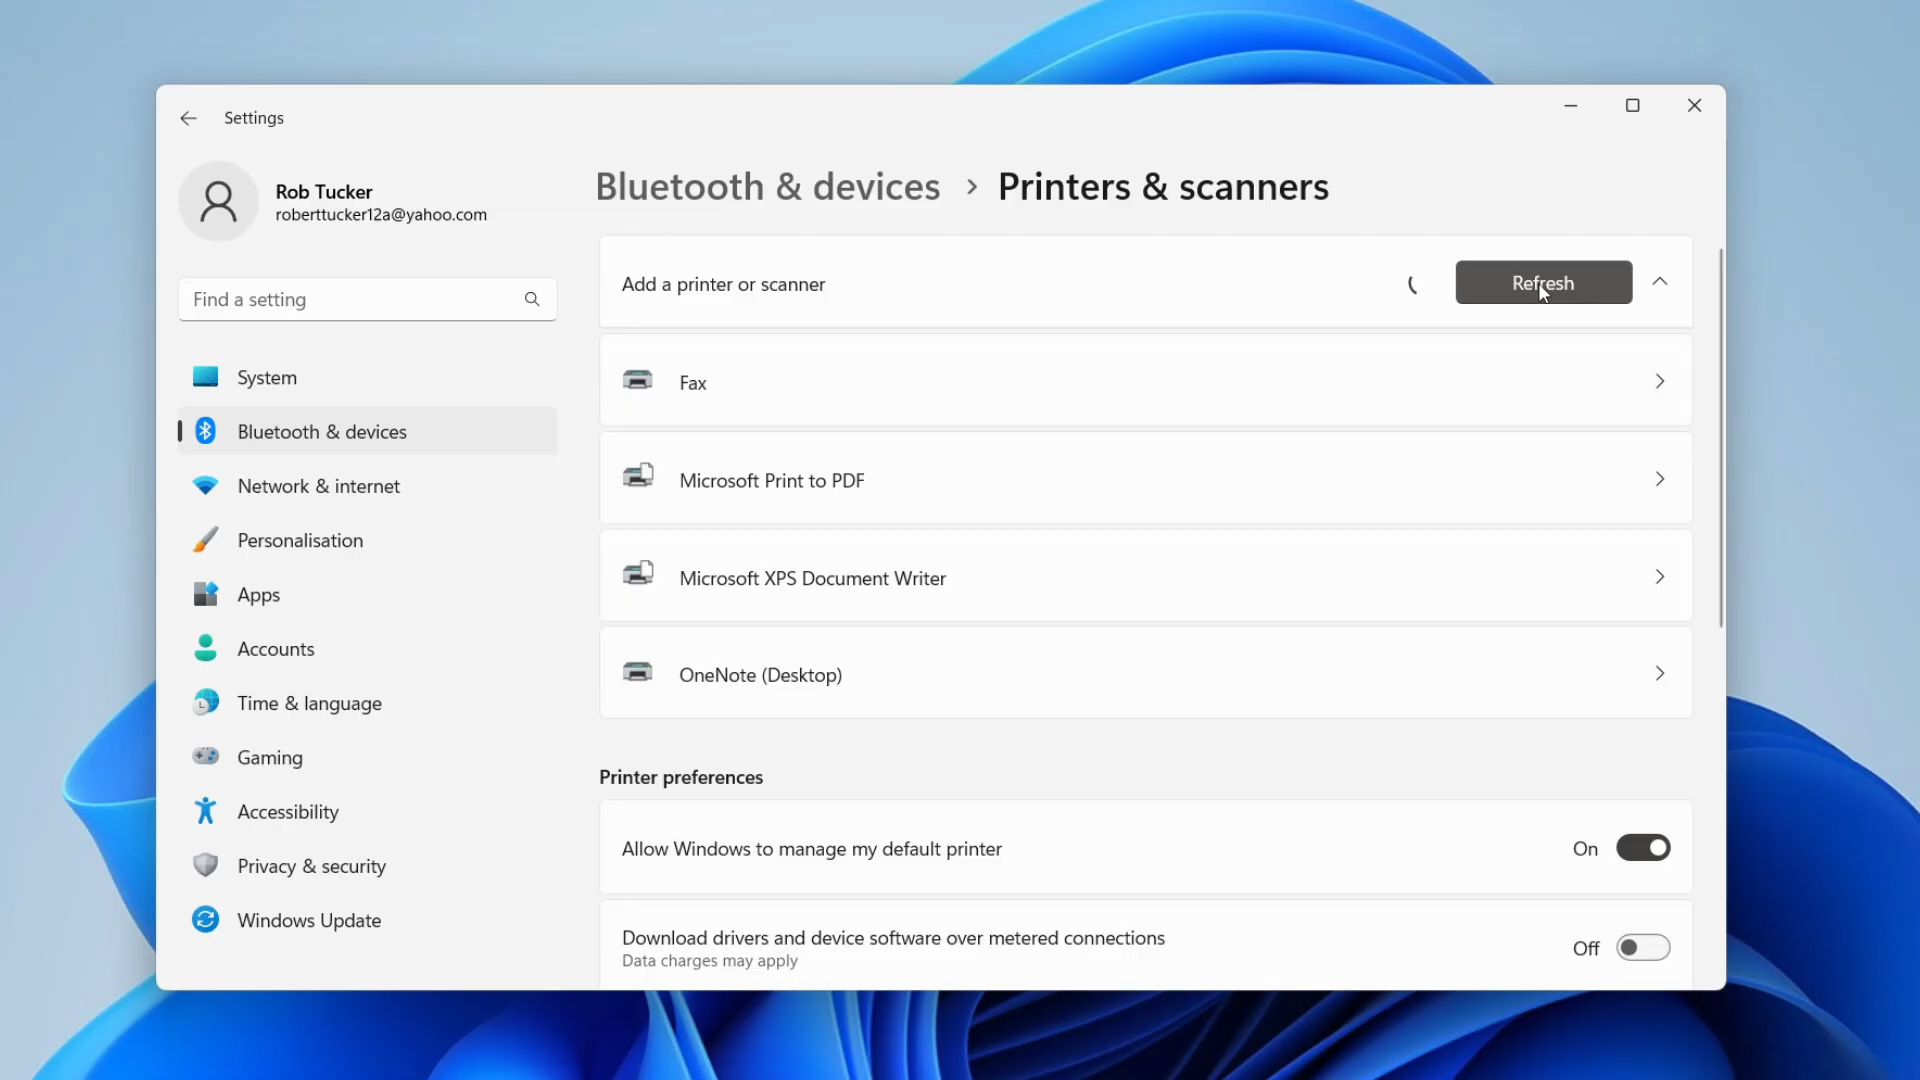 Settings
Rob Tucker
roberttucker12a@yahoo.com
Find a setting
System
Bluetooth & devices
Network & internet
Personalisation
Apps
Accounts
Time & language
Gaming
Accessibility
Privacy & security
Windows Update
Bluetooth & devices > Printers & scanners
Add a printer or scanner
Refresh
Fax
Microsoft Print to PDF
Microsoft XPS Document Writer
OneNote (Desktop)
Printer preferences
Allow Windows to manage my default printer
On
Download drivers and device software over metered connections
Data charges may apply
Off